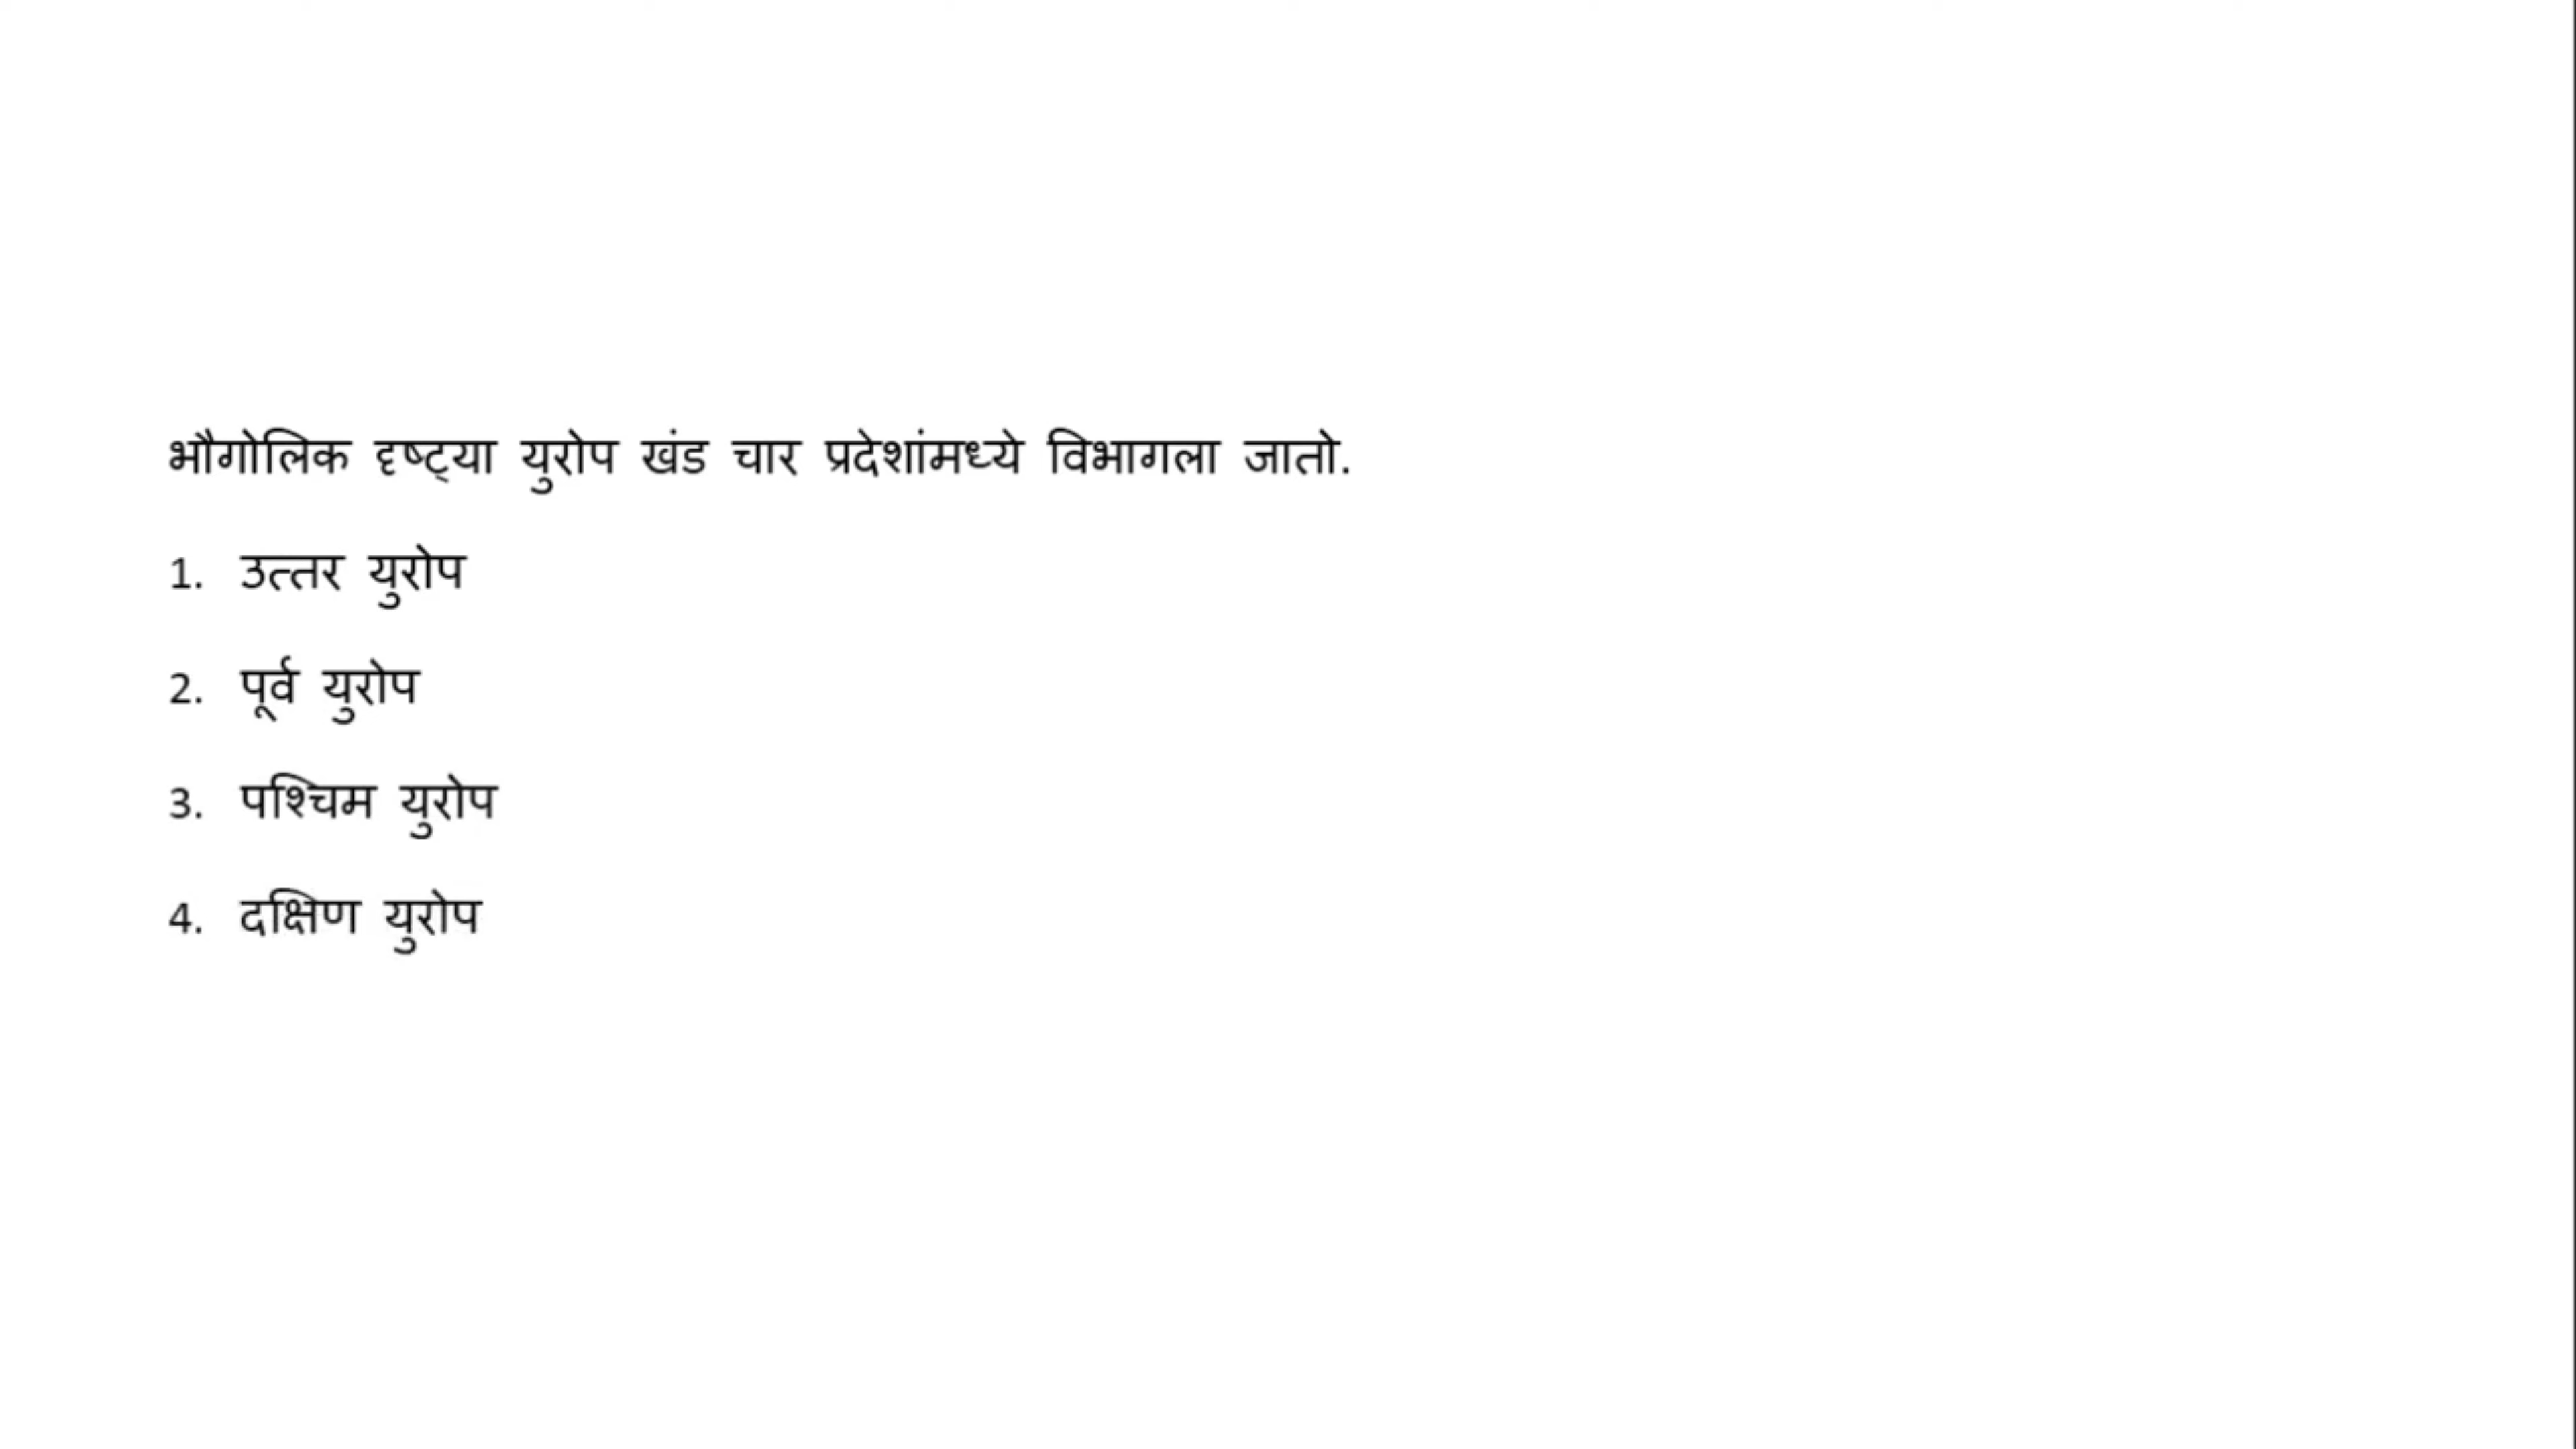 भौगोलिक दृष्ट्या युरोप खंड चार प्रदेशांमध्ये विभागला जातो.
1. उत्तर युरोप
2. पूर्व युरोप
3. पश्चिम युरोप
4. दक्षिण युरोप